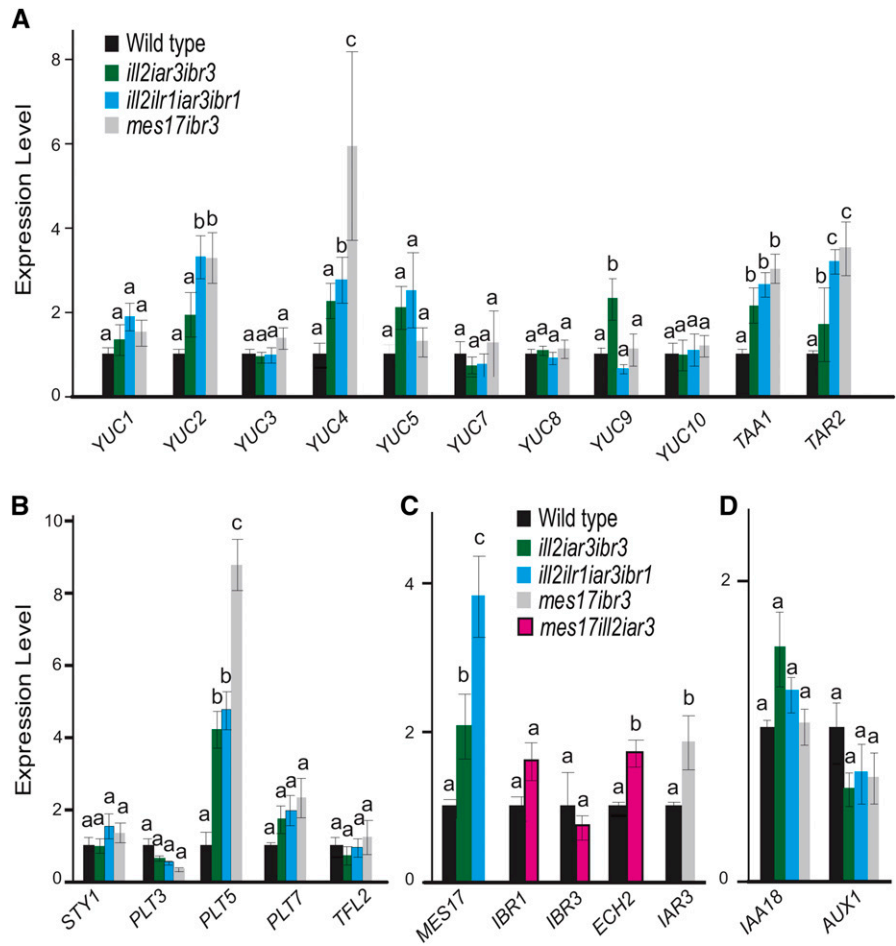 A
Expression Level
8
6
4
2
0
Wild type
ill2iar3ibr3
ill2ilr1iar3ibr1
mes17ibr3
a a a a
a a b b
a a a a
a a b c
a a a a
a a a a
a a a a
a a a a
a a a a
a b b b
a a c c
YUC1 YUC2 YUC3 YUC4 YUC5 YUC7 YUC8 YUC9 YUC10 TAA1 TAR2
B
Expression Level
10
8
6
4
2
0
a a a a
a a a a
a b b c
a a a a
a a a a
STY1 PLT3 PLT5 PLT7 TFL2
C
4
2
0
Wild type
ill2iar3ibr3
ill2ilr1iar3ibr1
mes17ibr3
mes17ill2iar3
a b c
a a
a a
a b
a b
MES17 IBR1 IBR3 ECH2 IAR3
D
2
0
a a a a
a a a a
IAA18 AUX1